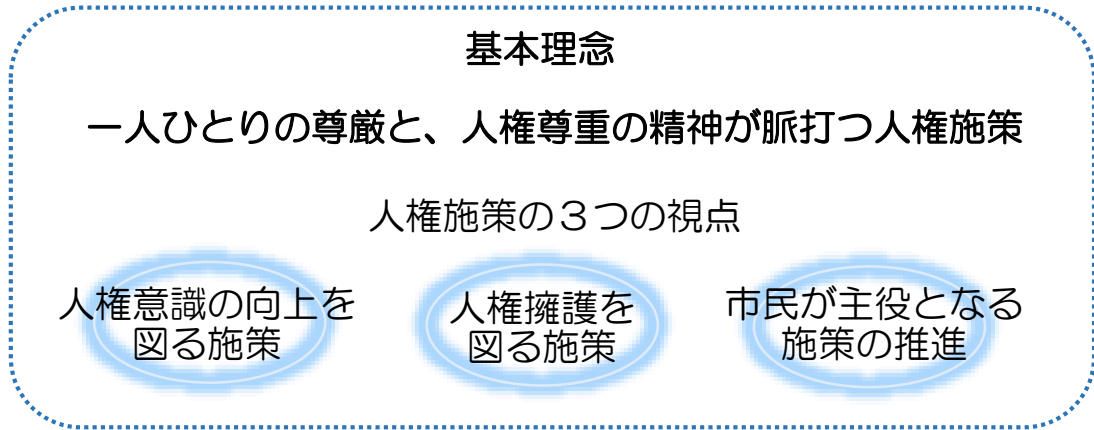 基本理念
一人ひとりの尊厳と、人権尊重の精神が脈打つ人権施策
人権施策の３つの視点
人権意識の向上を
図る施策
人権擁護を
図る施策
市民が主役となる
施策の推進